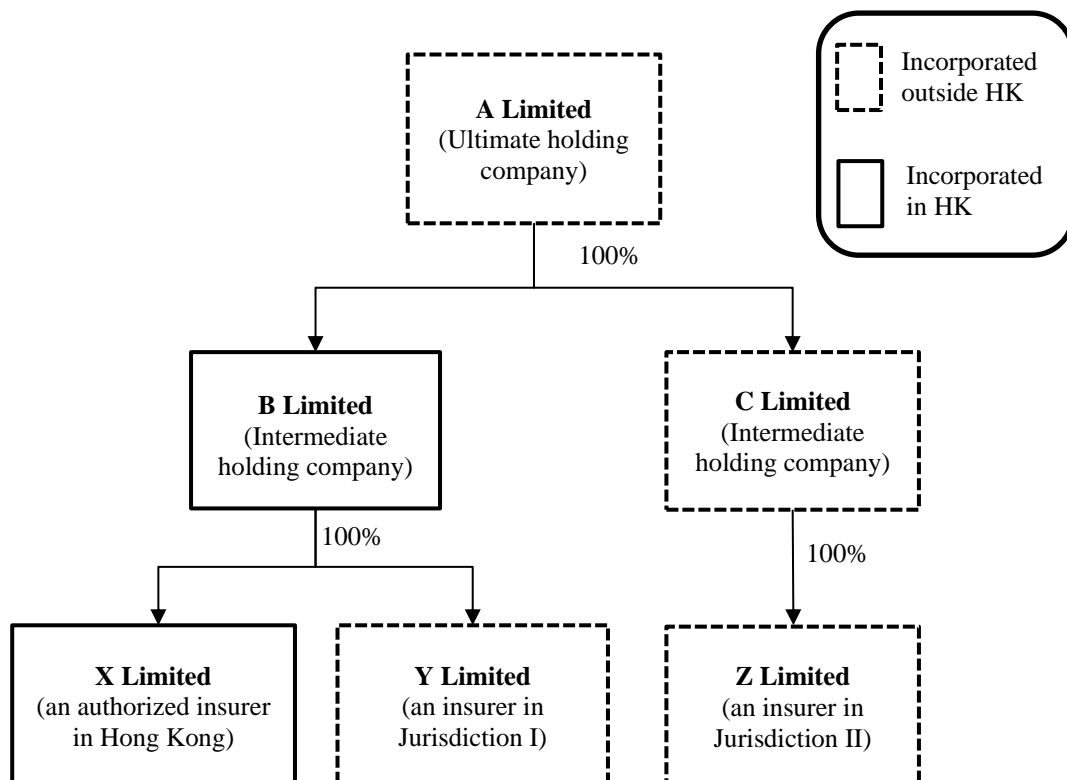 A Limited
(Ultimate holding
company)
Incorporated
outside HK
Incorporated
in HK
100%
B Limited
(Intermediate
holding company)
C Limited
(Intermediate
holding company)
100%
100%
X Limited
(an authorized insurer
in Hong Kong)
Y Limited
(an insurer in
Jurisdiction I)
Z Limited
(an insurer in
Jurisdiction II)